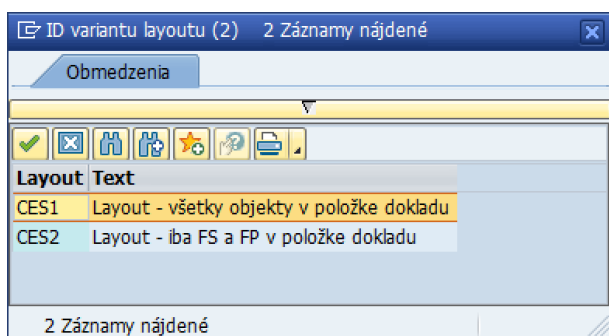 ID variantu layoutu (2) 2 Záznamy nájdené
Obmedzenia
Layout Text
CES1 Layout - všetky objekty v položke dokladu
CES2 Layout - iba FS a FP v položke dokladu
2 Záznamy nájdené